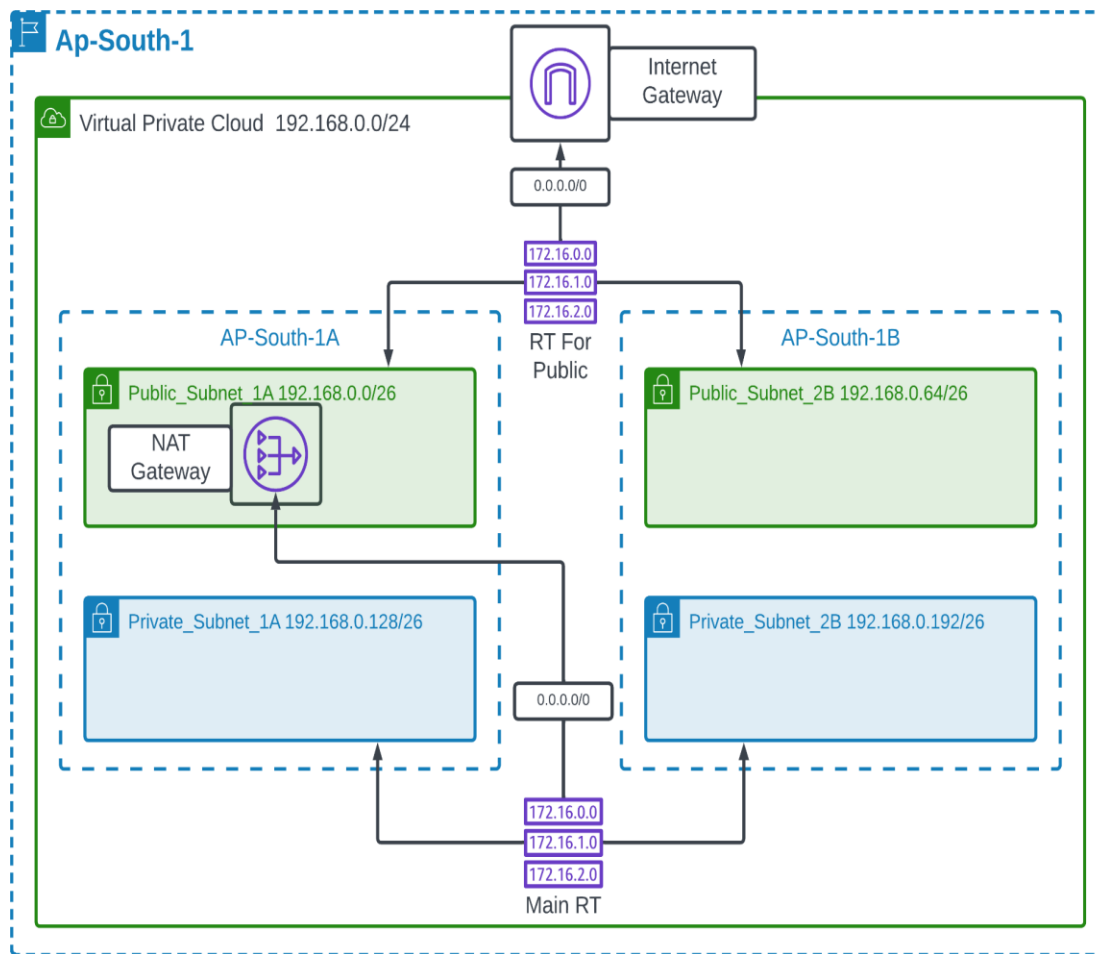 Ap-South-1
Internet
Gateway
Virtual Private Cloud 192.168.0.0/24
0.0.0.0/0
172.16.0.0
172.16.1.0
172.16.2.0
RT For
Public
AP-South-1A
AP-South-1B
Public_Subnet_1A 192.168.0.0/26
NAT
Gateway
Public_Subnet_2B 192.168.0.64/26
Private_Subnet_1A 192.168.0.128/26
Private_Subnet_2B 192.168.0.192/26
0.0.0.0/0
172.16.0.0
172.16.1.0
172.16.2.0
Main RT